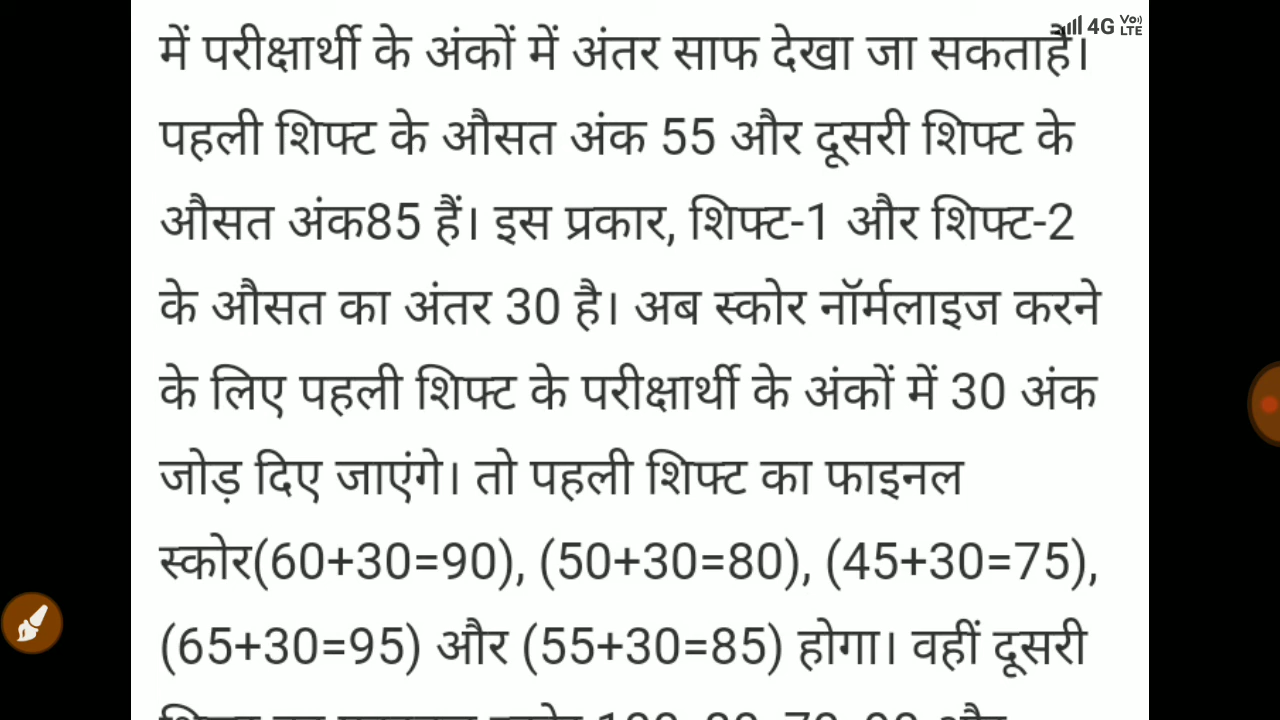 4G Vo)) LTE
में परीक्षार्थी के अंकों में अंतर साफ देखा जा सकताहै।
पहली शिफ्ट के औसत अंक 55 और दूसरी शिफ्ट के
औसत अंक85 हैं। इस प्रकार, शिफ्ट-1 और शिफ्ट-2
के औसत का अंतर 30 है। अब स्कोर नॉर्मलाइज करने
के लिए पहली शिफ्ट के परीक्षार्थी के अंकों में 30 अंक
जोड़ दिए जाएंगे। तो पहली शिफ्ट का फाइनल
स्कोर(60+30=90), (50+30=80), (45+30=75),
(65+30=95) और (55+30=85) होगा। वहीं दूसरी